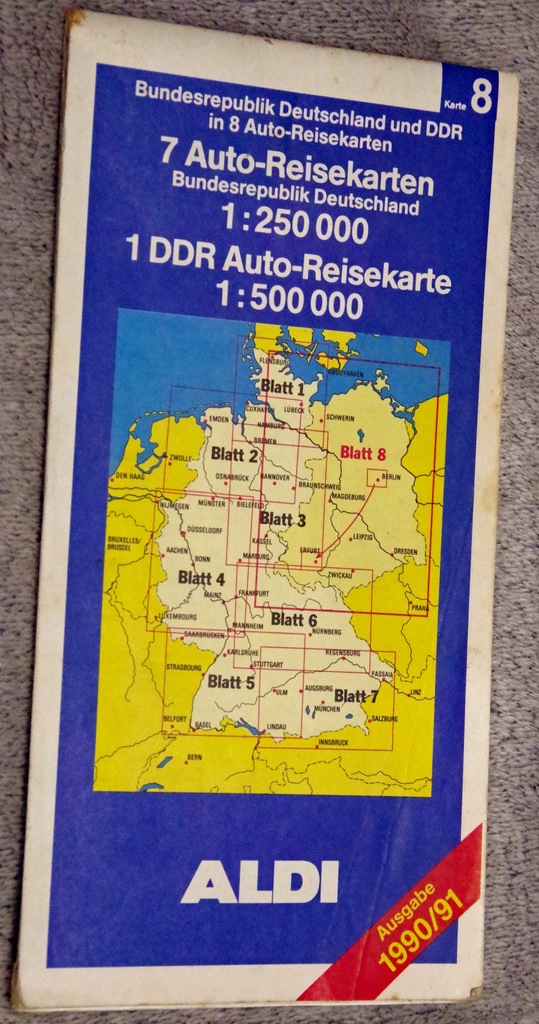 Karte 8
Bundesrepublik Deutschland und DDR
in 8 Auto-Reisekarten
7 Auto-Reisekarten
Bundesrepublik Deutschland
1:250 000
1 DDR Auto-Reisekarte
1:500 000
FLENSBURG
Blatt 1
CUXHAVEN
LÜBECK
EMDEN
HAMBURG
SCHWERIN
BREMEN
Blatt 2
Blatt 8
ZWOLLE
DEN HAAG
OSNABRÜCK
HANNOVER
BRAUNSCHWEIG
BERLIN
MAGDEBURG
NIJMEGEN
MÜNSTER
BIELEFELD
Blatt 3
DÜSSELDORF
BRUXELLES/
BRUSSEL
KASSEL
LEIPZIG
AACHEN
BONN
MARBURG
ERFURT
DRESDEN
Blatt 4
ZWICKAU
MAINZ
FRANKFURT
PRAHA
LUXEMBOURG
Blatt 6
MANNHEIM
NÜRNBERG
SAARBRÜCKEN
KARLSRUHE
REGENSBURG
STRASBOURG
STUTTGART
PASSAU
Blatt 5
ULM
AUGSBURG
Blatt 7
LINZ
MÜNCHEN
BELFORT
BASEL
LINDAU
SALZBURG
INNSBRUCK
BERN
ALDI
Ausgabe
1990/91